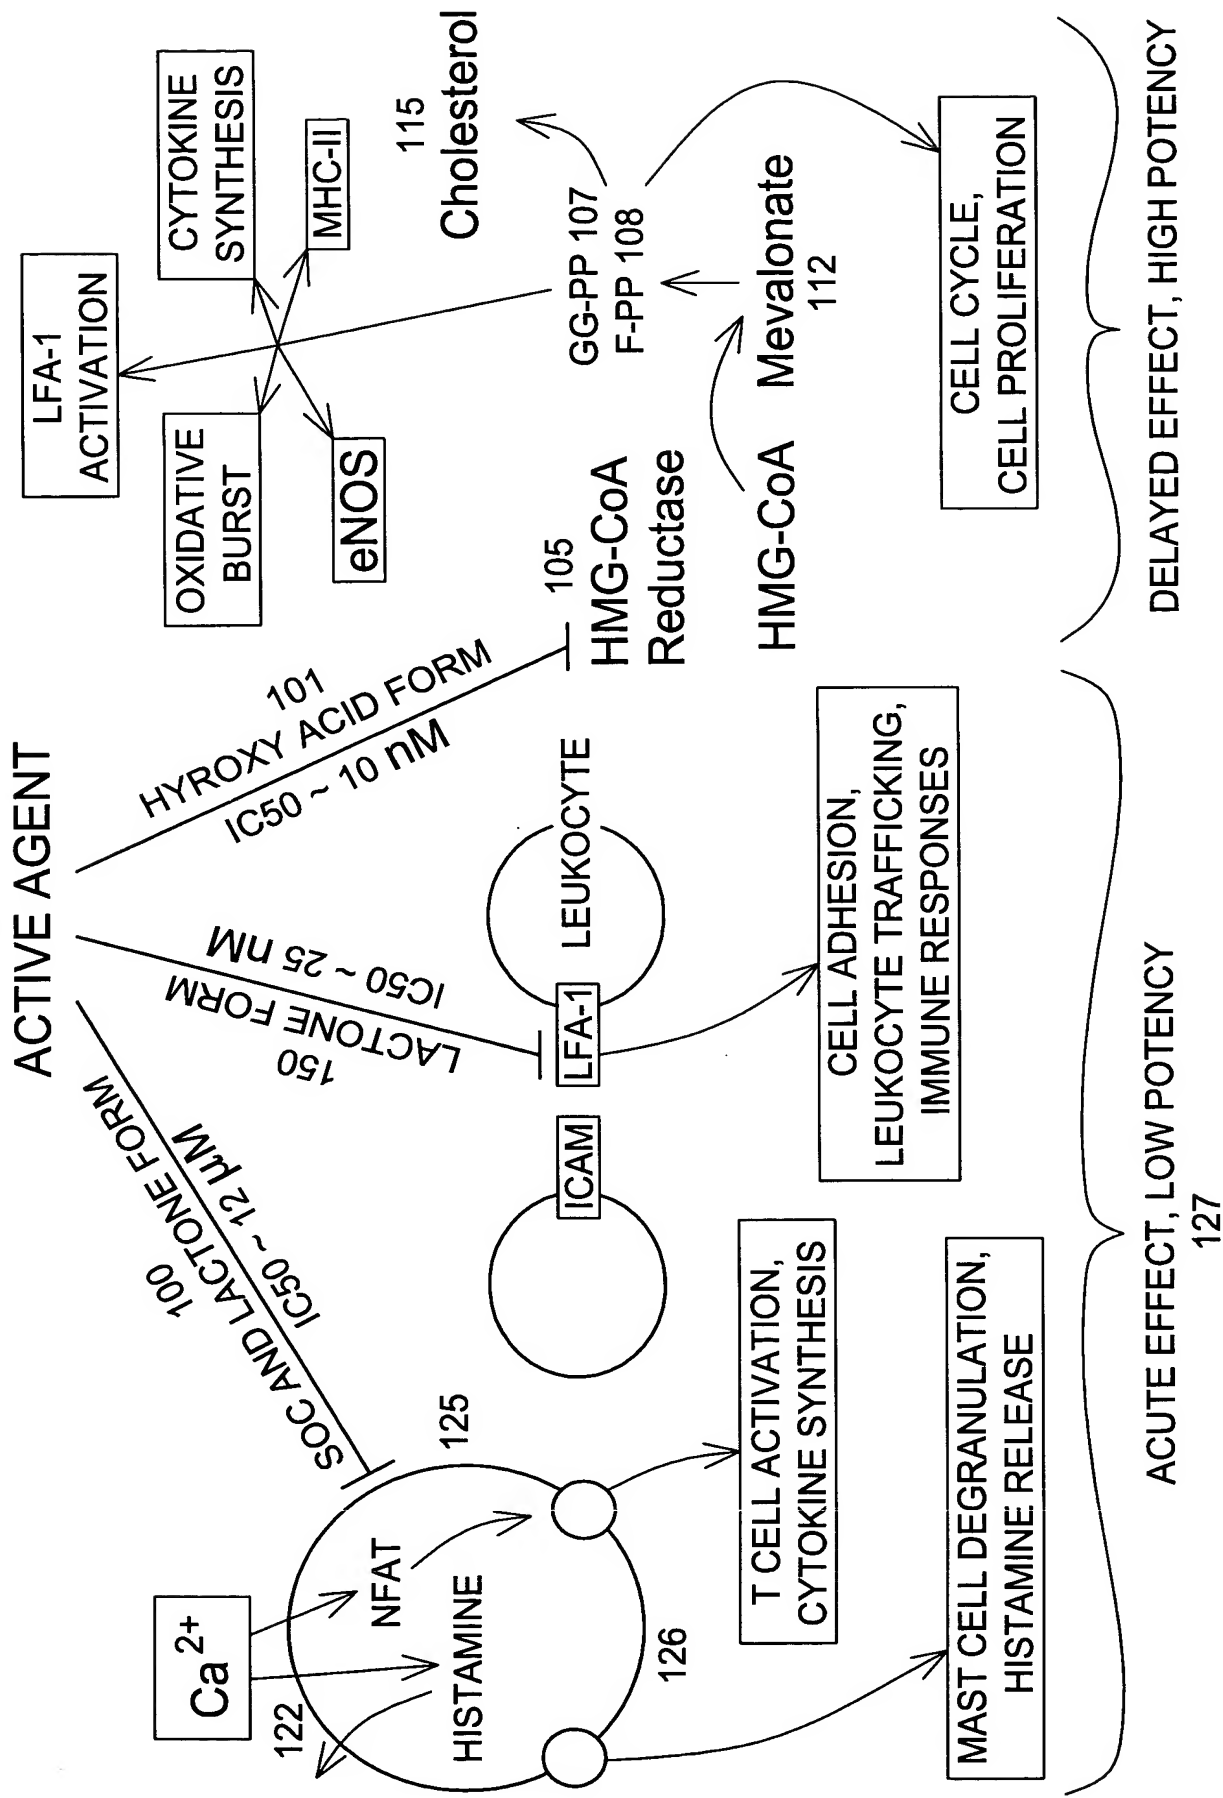 ACTIVE AGENT
SOC AND LACTONE FORM
100
IC50 ~ 12 µM
LACTONE FORM
150
IC50 ~ 25 nM
101
HYROXY ACID FORM
IC50 ~ 10 nM
Ca2+
122
NFAT
HISTAMINE
125
126
ICAM
LFA-1
LEUKOCYTE
T CELL ACTIVATION,
CYTOKINE SYNTHESIS
MAST CELL DEGRANULATION,
HISTAMINE RELEASE
CELL ADHESION,
LEUKOCYTE TRAFFICKING,
IMMUNE RESPONSES
ACUTE EFFECT, LOW POTENCY
127
LFA-1
ACTIVATION
OXIDATIVE
BURST
CYTOKINE
SYNTHESIS
eNOS
MHC-II
105
HMG-CoA
Reductase
HMG-CoA
Mevalonate
112
GG-PP 107
F-PP 108
115
Cholesterol
CELL CYCLE,
CELL PROLIFERATION
DELAYED EFFECT, HIGH POTENCY